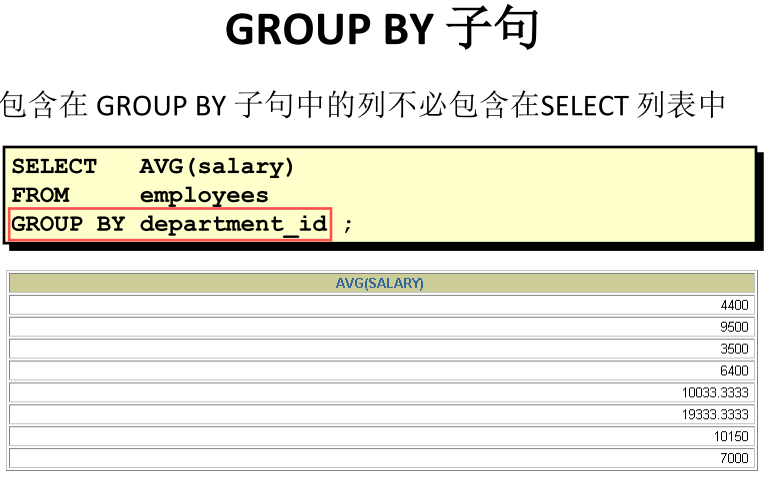 GROUP BY 子句
包含在 GROUP BY 子句中的列不必包含在SELECT 列表中
SELECT AVG(salary)
FROM employees
GROUP BY department_id ;
AVG(SALARY)
4400
9500
3500
6400
10033.3333
19333.3333
10150
7000